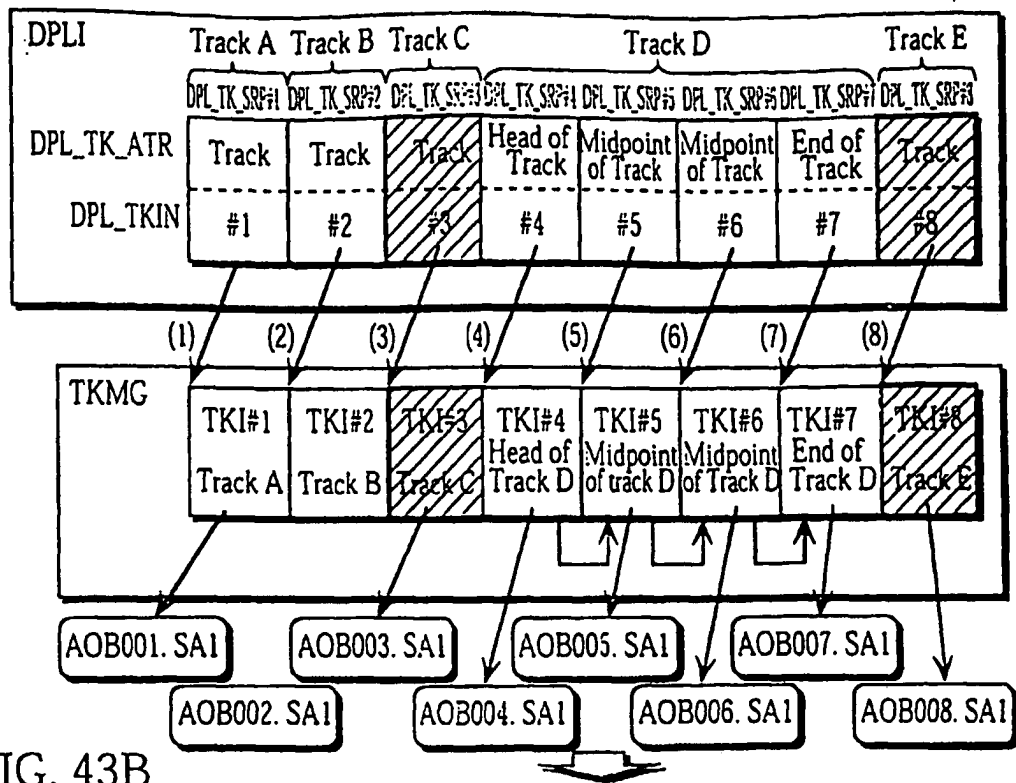 DPLI
Track A Track B Track C Track D Track E
DPL_TK_SRP#1 DPL_TK_SRP#2 DPL_TK_SRP#3 DPL_TK_SRP#4 DPL_TK_SRP#5 DPL_TK_SRP#6 DPL_TK_SRP#7 DPL_TK_SRP#8
DPL_TK_ATR Track Track Track Head of Track Midpoint of Track Midpoint of Track End of Track Track
DPL_TKIN #1 #2 #3 #4 #5 #6 #7 #8
(1) (2) (3) (4) (5) (6) (7) (8)
TKMG
TKI#1 TKI#2 TKI#3 TKI#4 TKI#5 TKI#6 TKI#7 TKI#8
Track A Track B Track C Head of Track D Midpoint of track D Midpoint of Track D End of Track D Track E
AOB001. SA1 AOB003. SA1 AOB005. SA1 AOB007. SA1
AOB002. SA1 AOB004. SA1 AOB006. SA1 AOB008. SA1
FIG. 43B